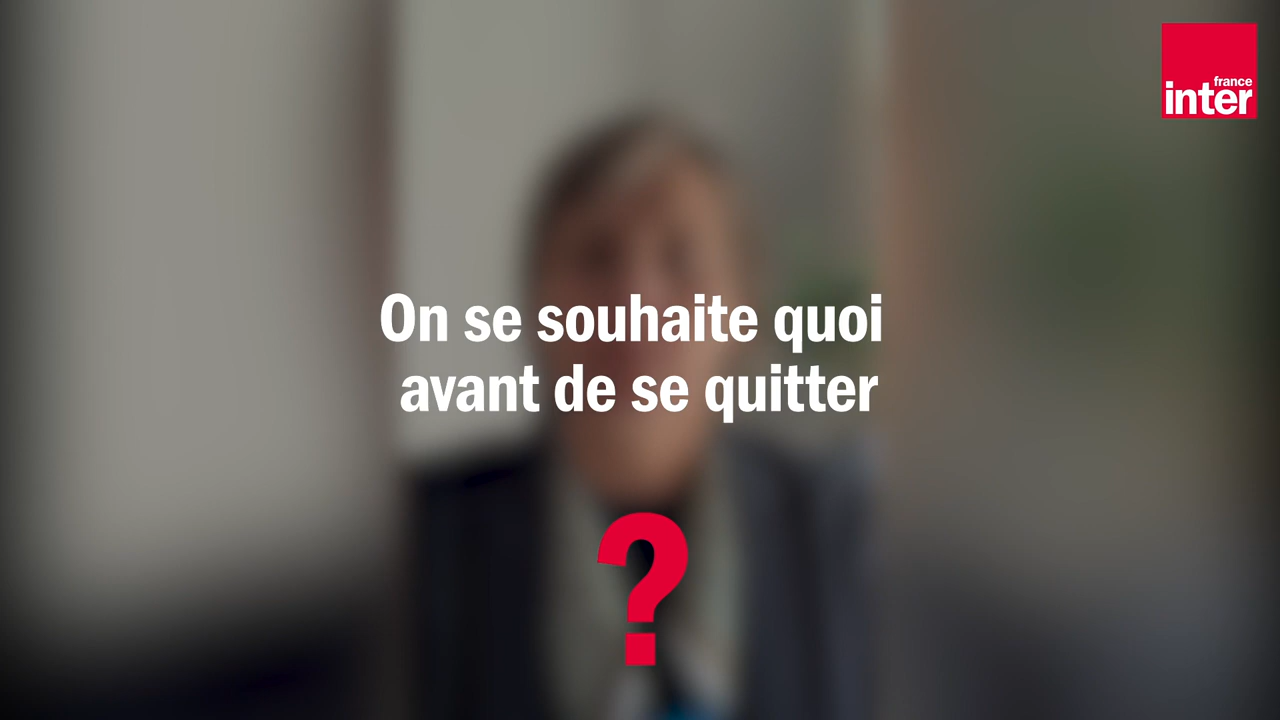 france
inter
On se souhaite quoi
avant de se quitter
?